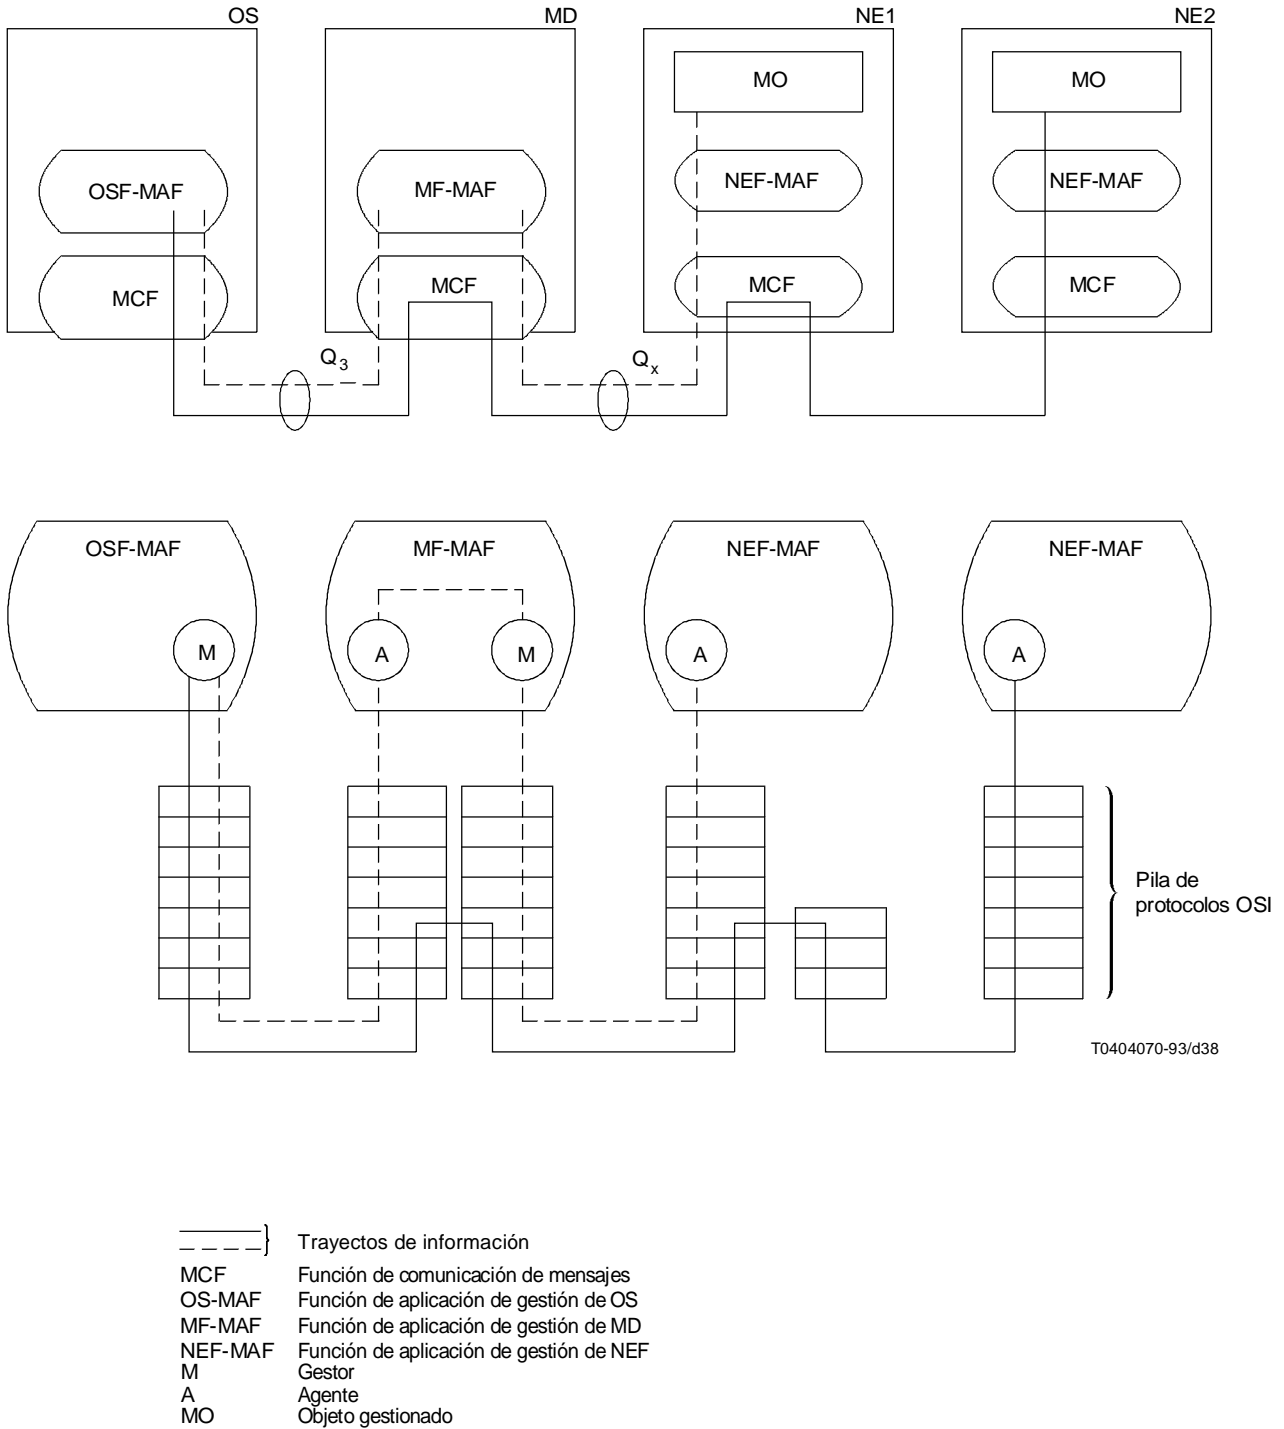 OS MD NE1 NE2
MO MO
OSF-MAF MF-MAF NEF-MAF NEF-MAF
MCF MCF MCF MCF
Q3 Qx
OSF-MAF MF-MAF NEF-MAF NEF-MAF
M A M A A
Pila de
protocolos OSI
T0404070-93/d38
Trayectos de información
MCF Función de comunicación de mensajes
OS-MAF Función de aplicación de gestión de OS
MF-MAF Función de aplicación de gestión de MD
NEF-MAF Función de aplicación de gestión de NEF
M Gestor
A Agente
MO Objeto gestionado